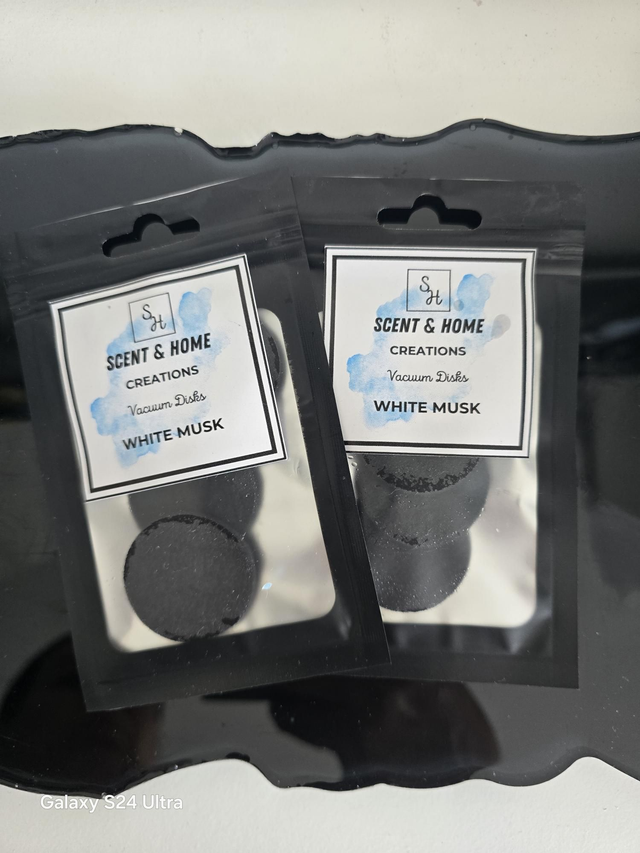 SH
SCENT & HOME
CREATIONS
Vacuum Disks
WHITE MUSK
SH
SCENT & HOME
CREATIONS
Vacuum Disks
WHITE MUSK
Galaxy S24 Ultra